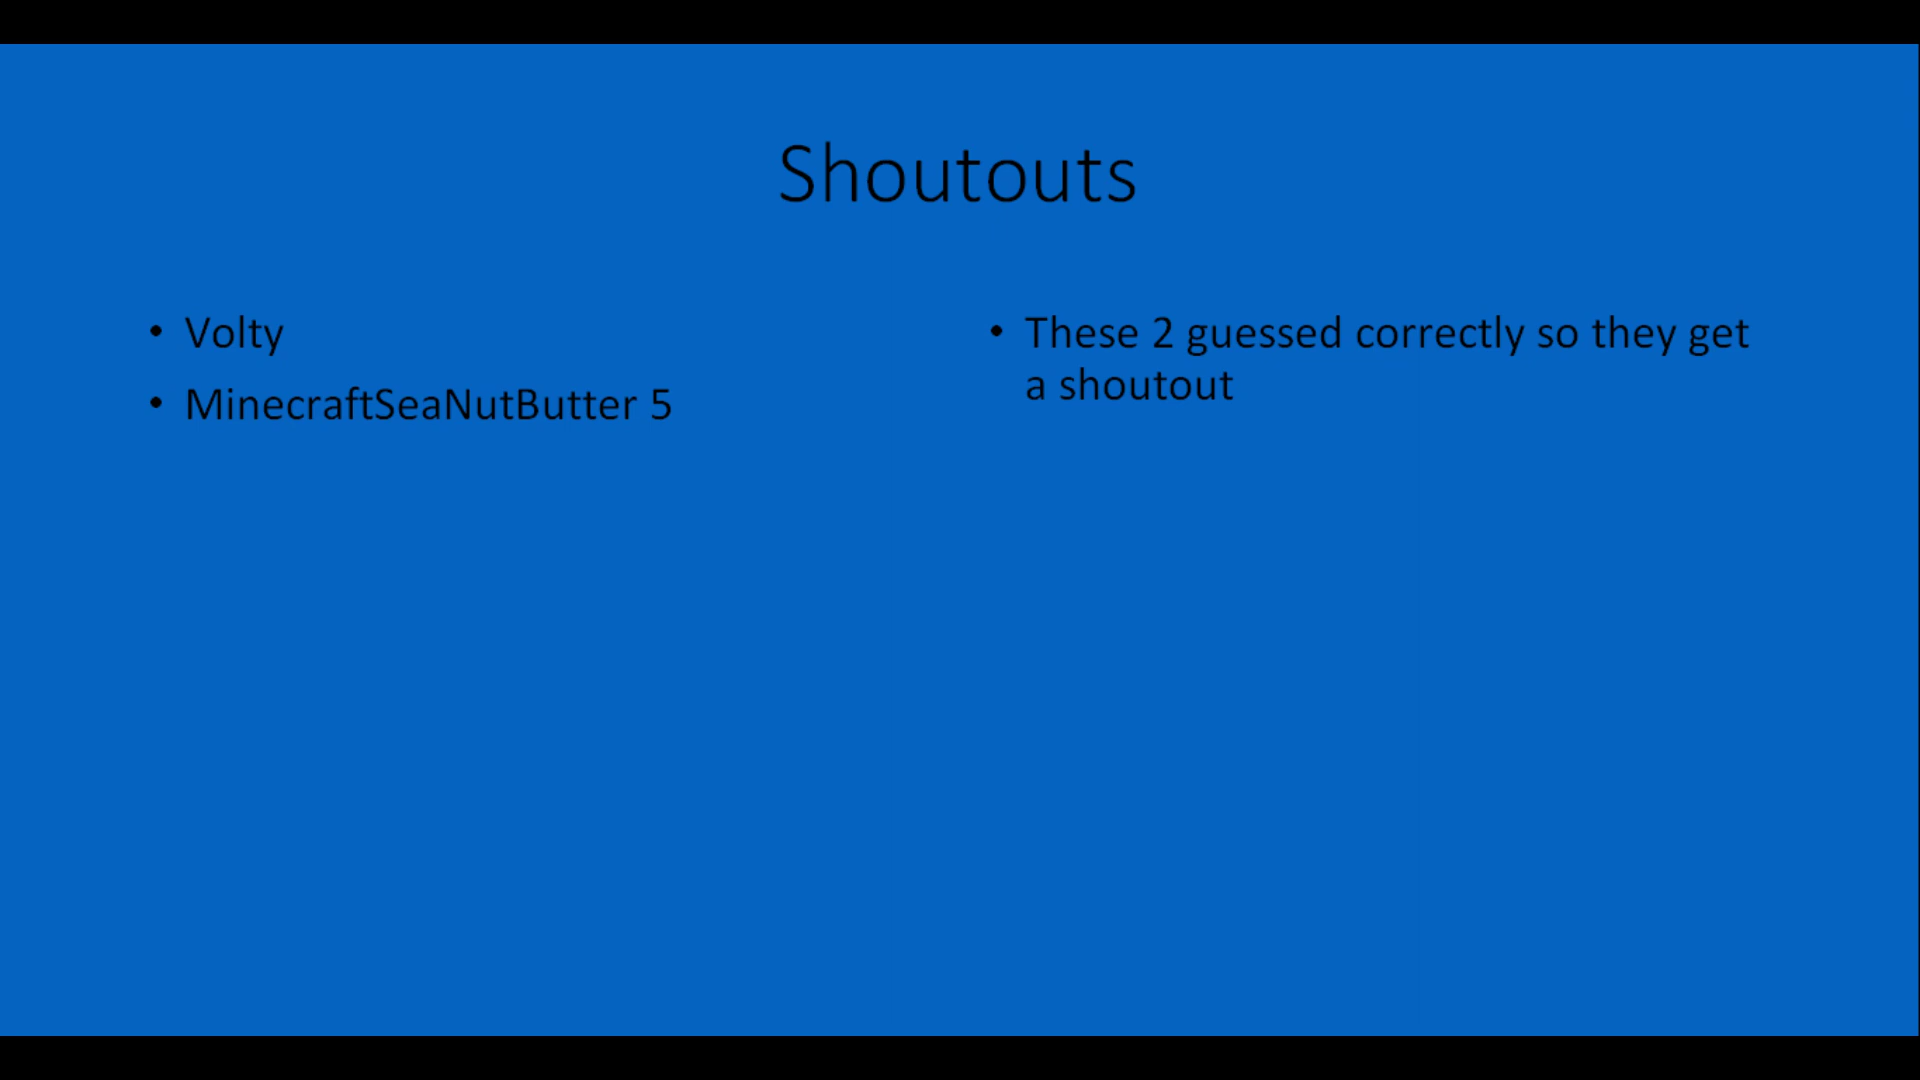 Shoutouts
• Volty
• MinecraftSeaNutButter 5
• These 2 guessed correctly so they get
a shoutout